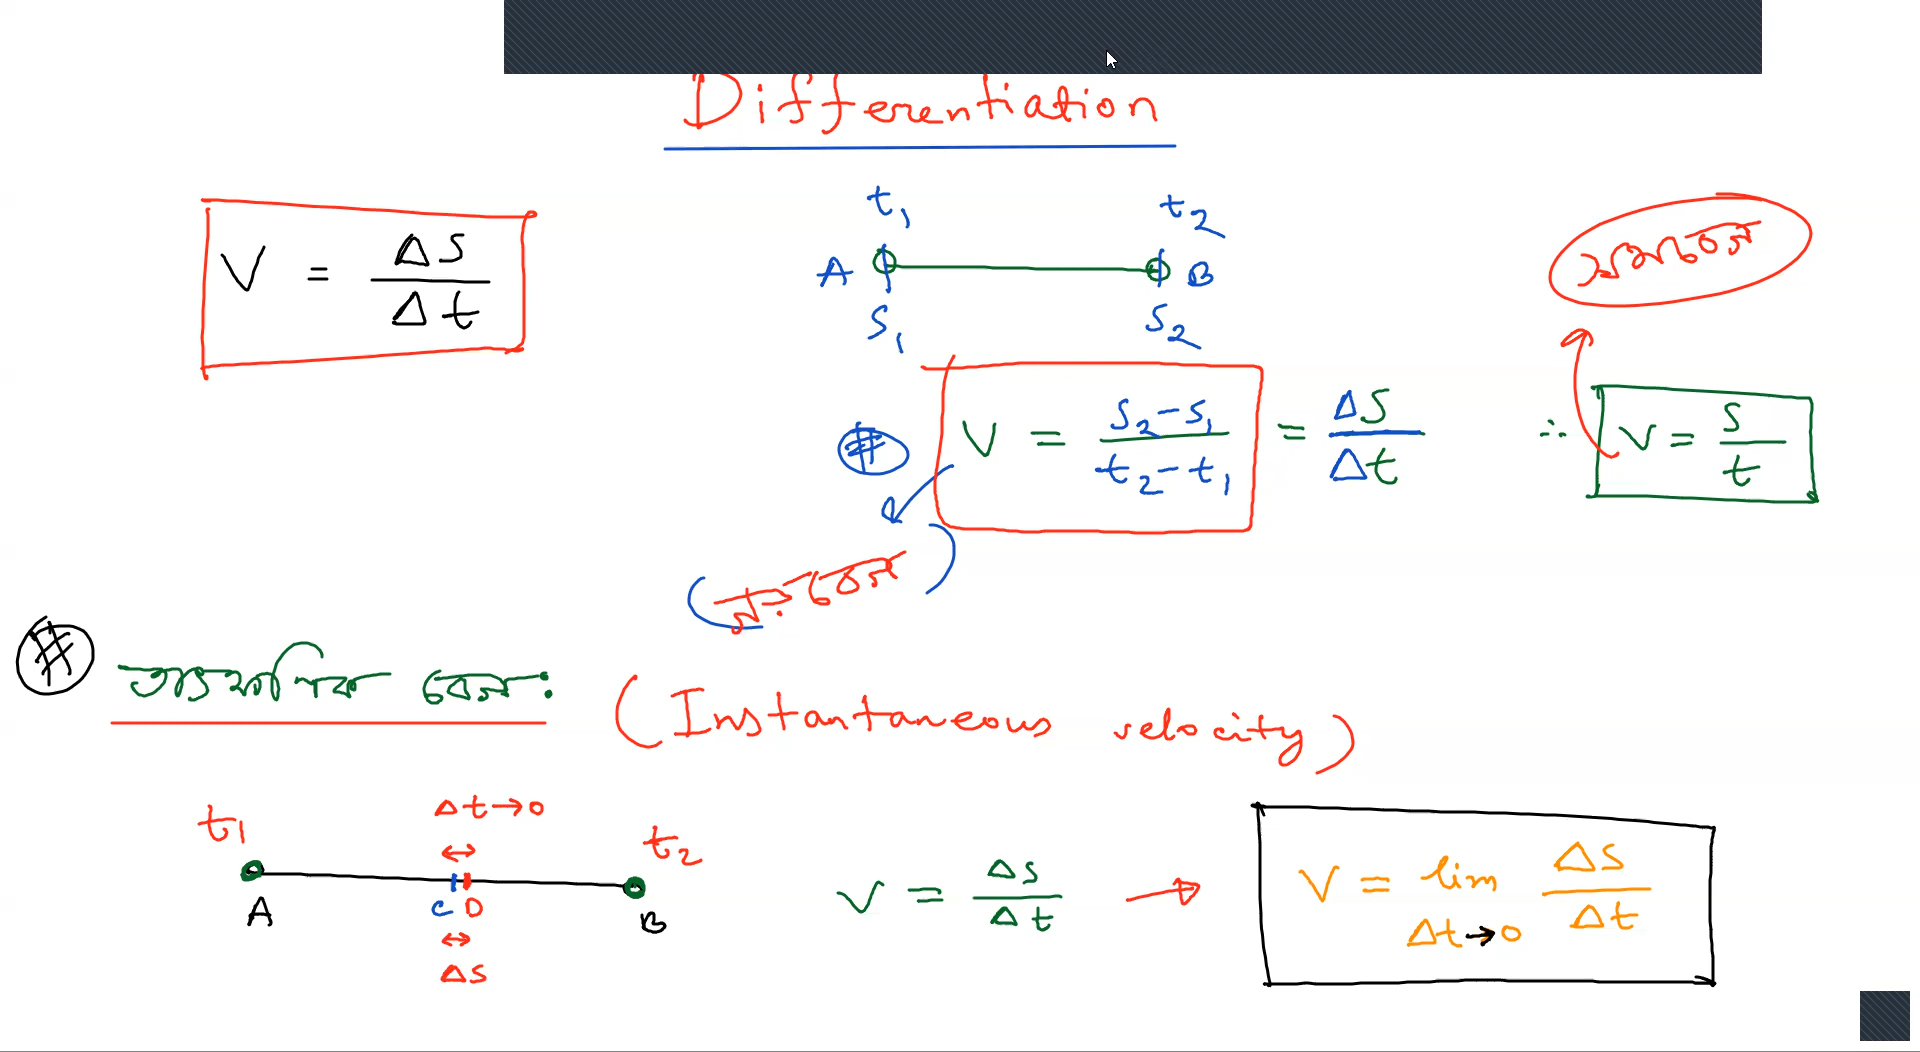 Differentiation
V = Δs / Δt
t₁ t₂
A B
s₁ s₂
সমবেগ
# V = (s₂ - s₁) / (t₂ - t₁) = Δs / Δt ∴ v = s / t
(গড়বেগ)
# তাৎক্ষণিক বেগ: (Instantaneous velocity)
Δt→0
t₁ t₂
A C D B
Δs
V = Δs / Δt → V = lim Δt→0 Δs / Δt